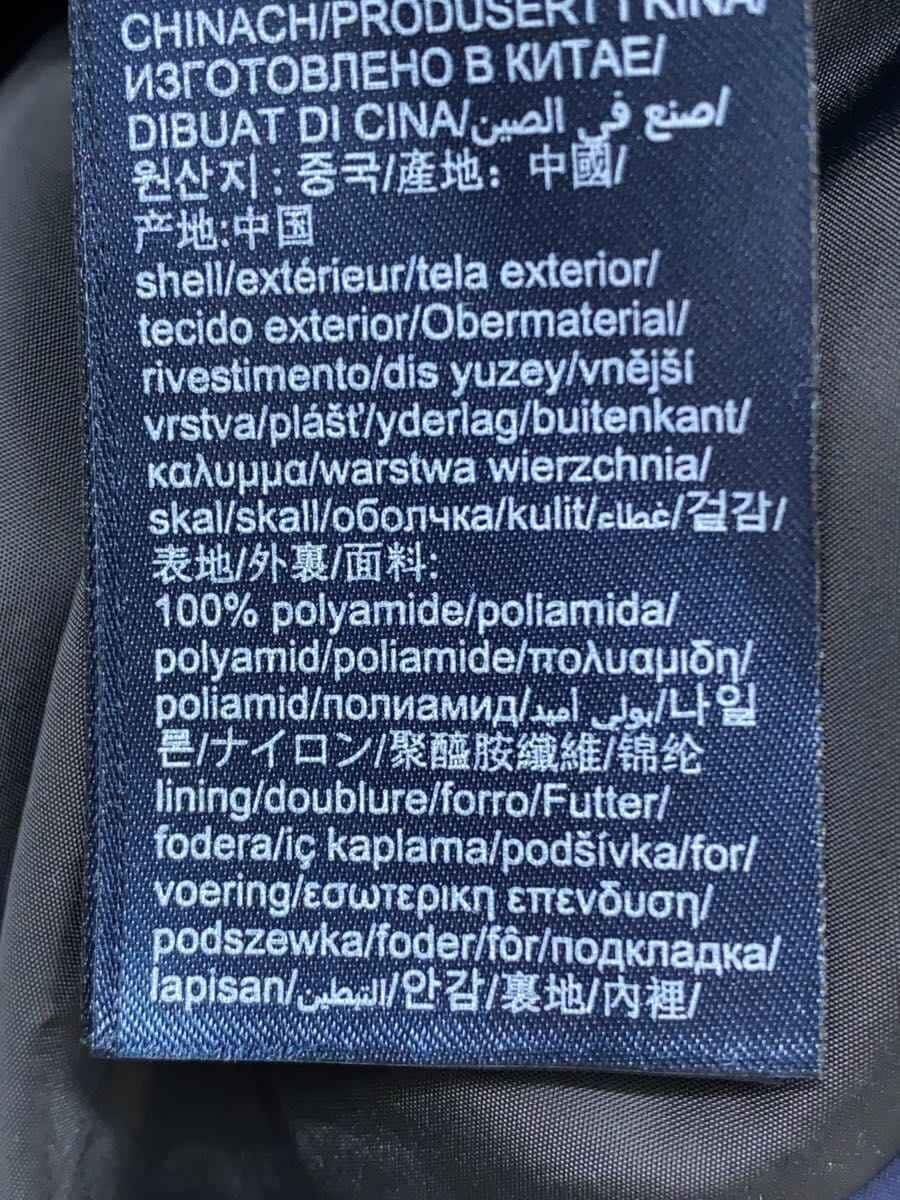 CHINACH/PRODUSERT I KINA/
ИЗГОТОВЛЕНО В КИТАЕ/
DIBUAT DI CINA/صنع في الصين/
원산지 : 중국/產地: 中國/
产地:中国
shell/extérieur/tela exterior/
tecido exterior/Obermaterial/
rivestimento/dis yuzey/vnější
vrstva/plášť/yderlag/buitenkant/
καλυμμα/warstwa wierzchnia/
skal/skall/оболчка/kulit/غطاء/겉감/
表地/外裏/面料:
100% polyamide/poliamida/
polyamid/poliamide/πολυαμιδη/
poliamid/полиамид/بولي أميد/나일
론/ナイロン/聚醯胺纖維/锦纶
lining/doublure/forro/Futter/
fodera/iç kaplama/podšívka/for/
voering/εσωτερικη επενδυση/
podszewka/foder/fôr/подкладка/
lapisan/التبطين/안감/裏地/內裡/